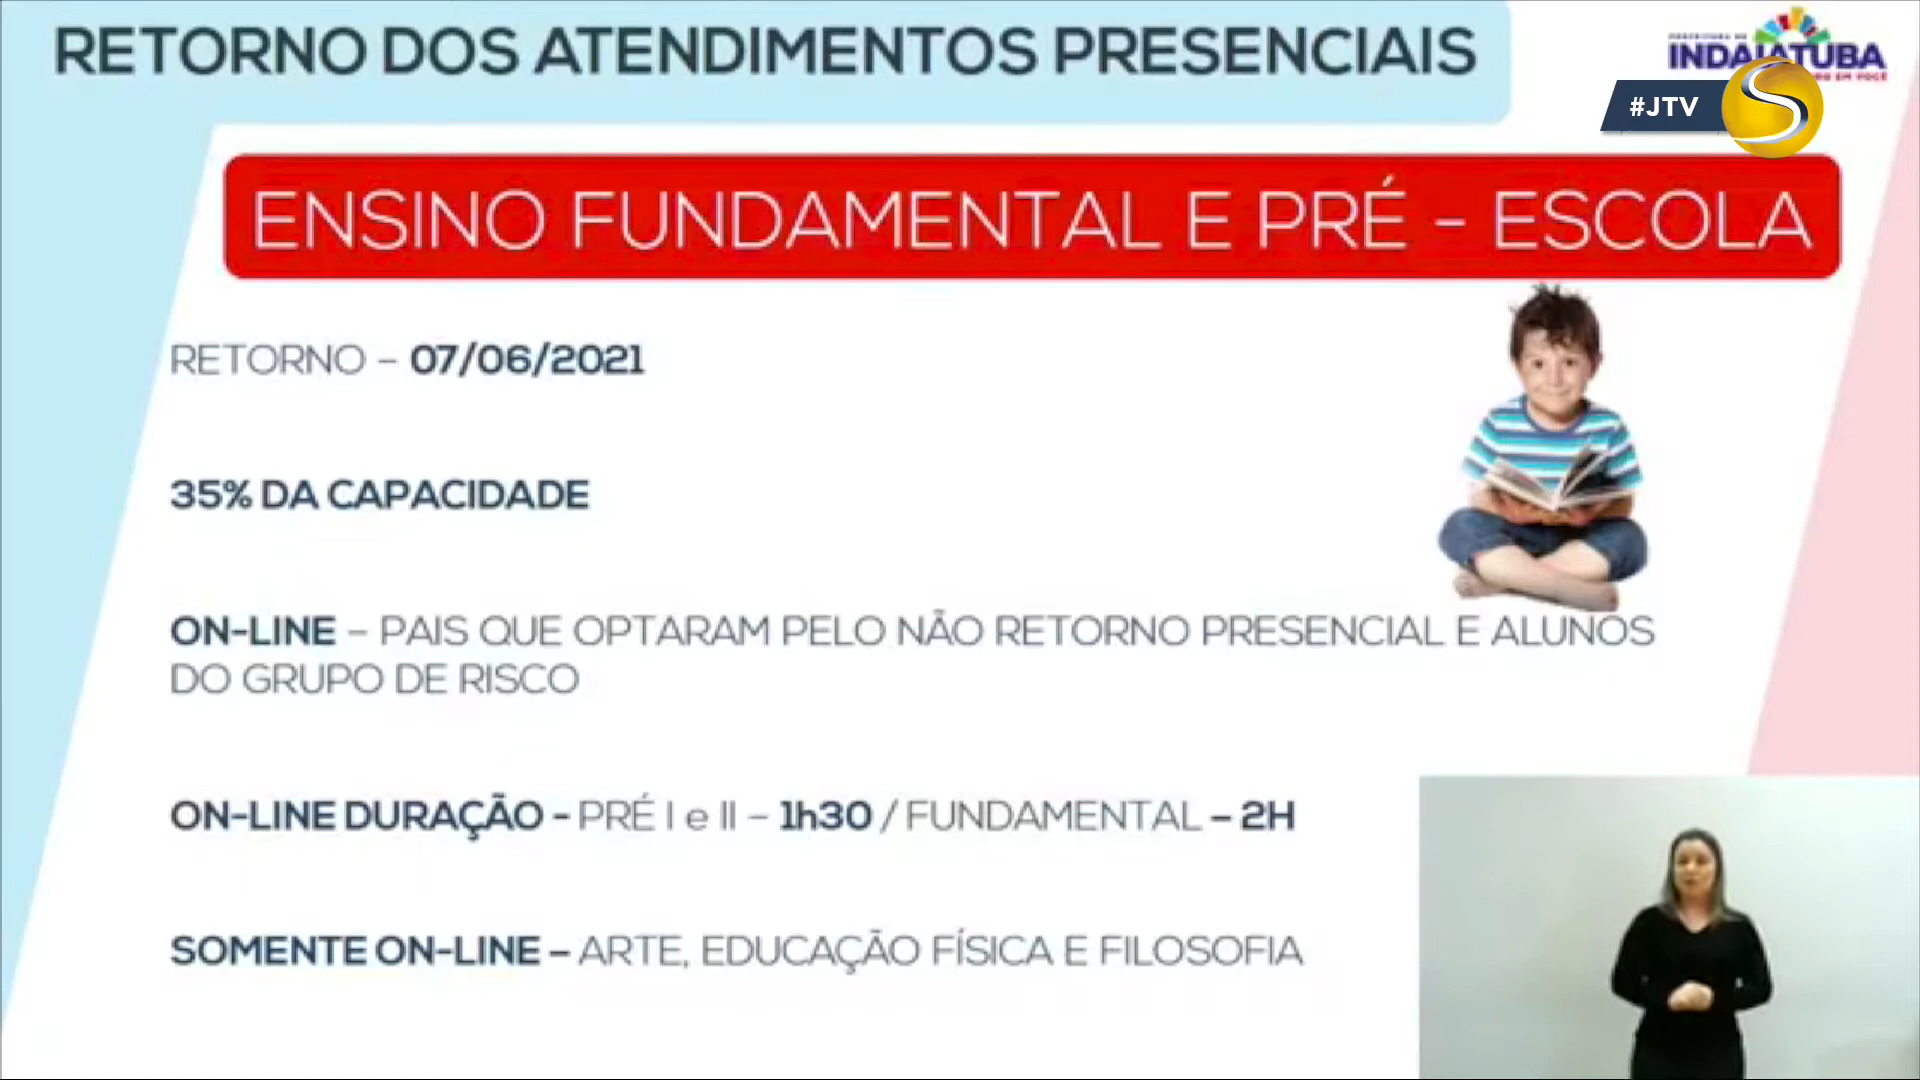 RETORNO DOS ATENDIMENTOS PRESENCIAIS
INDAIATUBA
EM VOCÊ
#JTV
ENSINO FUNDAMENTAL E PRÉ - ESCOLA
RETORNO – 07/06/2021
35% DA CAPACIDADE
ON-LINE – PAIS QUE OPTARAM PELO NÃO RETORNO PRESENCIAL E ALUNOS
DO GRUPO DE RISCO
ON-LINE DURAÇÃO - PRÉ I e II – 1h30 / FUNDAMENTAL – 2H
SOMENTE ON-LINE – ARTE, EDUCAÇÃO FÍSICA E FILOSOFIA